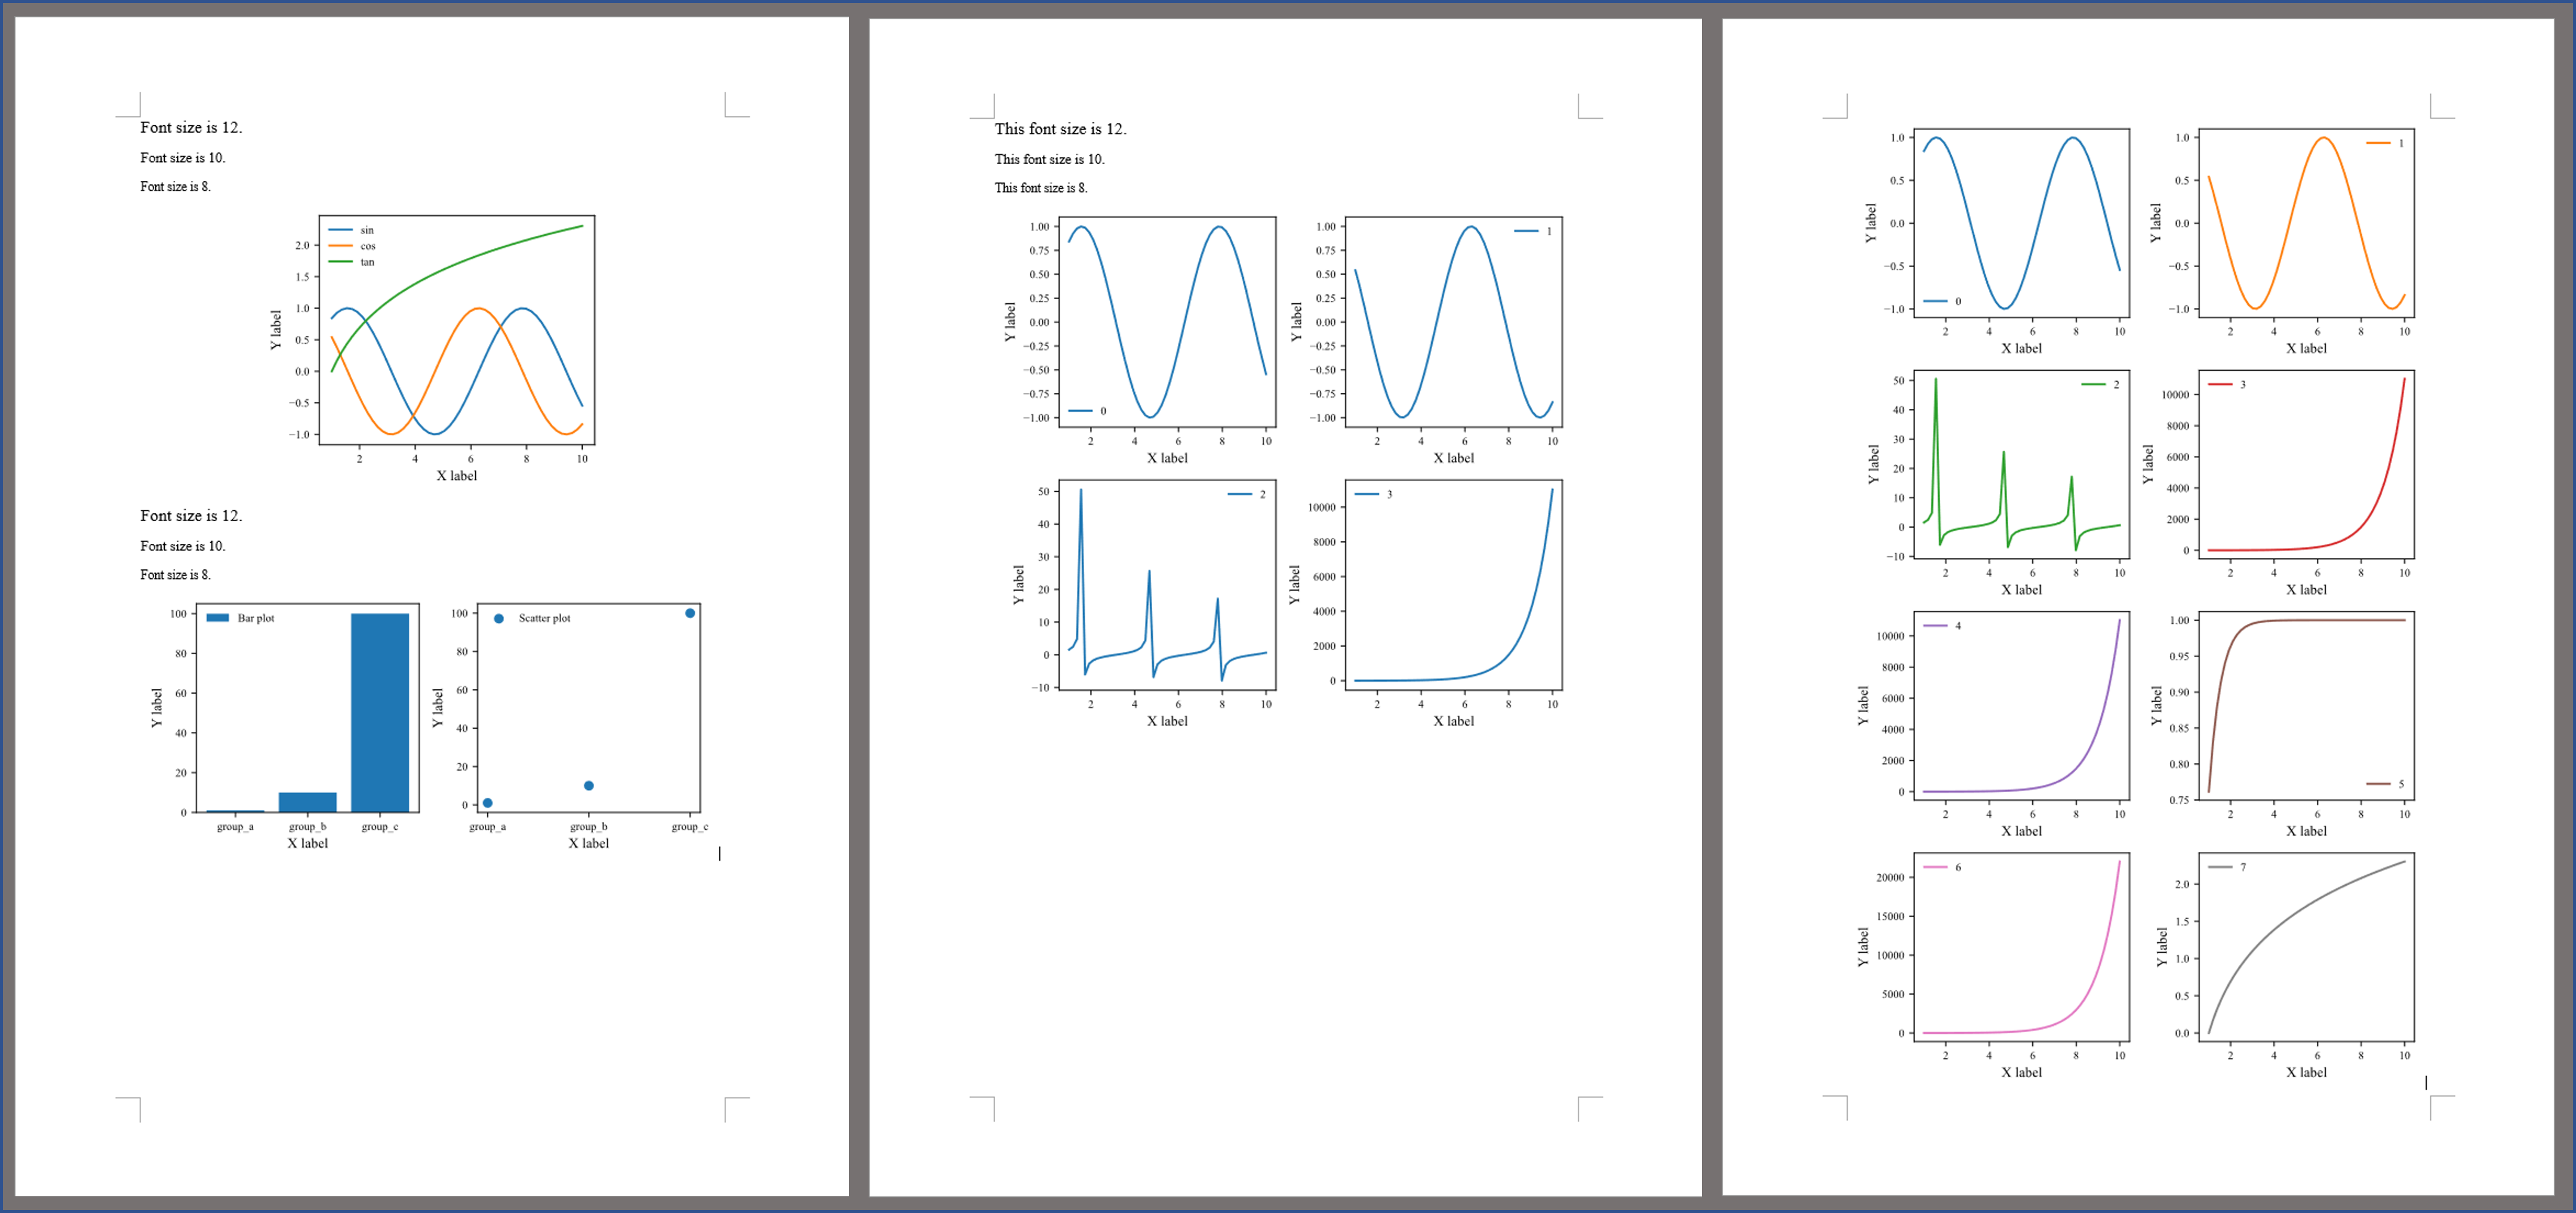 Font size is 12.
Font size is 10.
Font size is 8.
sin
cos
tan
2.0
1.5
1.0
0.5
0.0
−0.5
−1.0
Y label
2 4 6 8 10
X label
Font size is 12.
Font size is 10.
Font size is 8.
Bar plot
100
80
60
40
20
0
Y label
group_a group_b group_c
X label
Scatter plot
100
80
60
40
20
0
Y label
group_a group_b group_c
X label
This font size is 12.
This font size is 10.
This font size is 8.
1.00
0.75
0.50
0.25
0.00
−0.25
−0.50
−0.75
−1.00
Y label
0
2 4 6 8 10
X label
1
1.00
0.75
0.50
0.25
0.00
−0.25
−0.50
−0.75
−1.00
Y label
2 4 6 8 10
X label
2
50
40
30
20
10
0
−10
Y label
2 4 6 8 10
X label
3
10000
8000
6000
4000
2000
0
Y label
2 4 6 8 10
X label
1.0
0.5
0.0
−0.5
−1.0
Y label
0
2 4 6 8 10
X label
1
1.0
0.5
0.0
−0.5
−1.0
Y label
2 4 6 8 10
X label
2
50
40
30
20
10
0
−10
Y label
2 4 6 8 10
X label
3
10000
8000
6000
4000
2000
0
Y label
2 4 6 8 10
X label
4
10000
8000
6000
4000
2000
0
Y label
2 4 6 8 10
X label
1.00
0.95
0.90
0.85
0.80
0.75
Y label
5
2 4 6 8 10
X label
6
20000
15000
10000
5000
0
Y label
2 4 6 8 10
X label
7
2.0
1.5
1.0
0.5
0.0
Y label
2 4 6 8 10
X label